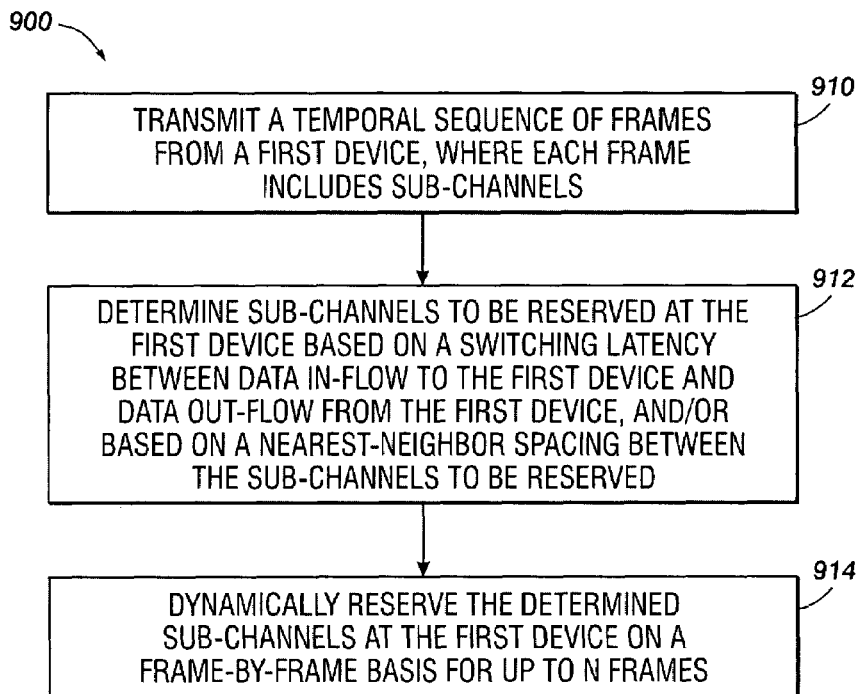 900
910
TRANSMIT A TEMPORAL SEQUENCE OF FRAMES
FROM A FIRST DEVICE, WHERE EACH FRAME
INCLUDES SUB-CHANNELS
912
DETERMINE SUB-CHANNELS TO BE RESERVED AT THE
FIRST DEVICE BASED ON A SWITCHING LATENCY
BETWEEN DATA IN-FLOW TO THE FIRST DEVICE AND
DATA OUT-FLOW FROM THE FIRST DEVICE, AND/OR
BASED ON A NEAREST-NEIGHBOR SPACING BETWEEN
THE SUB-CHANNELS TO BE RESERVED
914
DYNAMICALLY RESERVE THE DETERMINED
SUB-CHANNELS AT THE FIRST DEVICE ON A
FRAME-BY-FRAME BASIS FOR UP TO N FRAMES